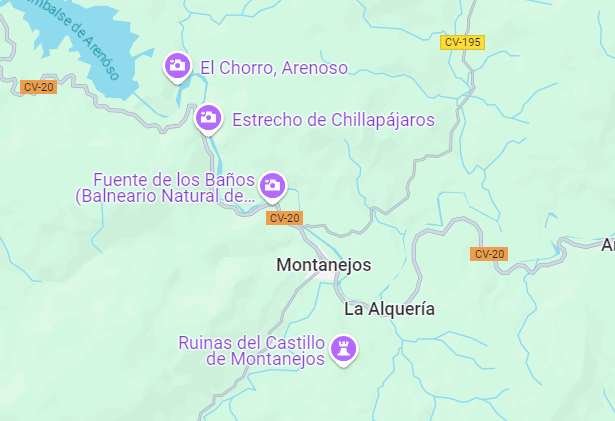 Embalse de Arenóso
CV-195
El Chorro, Arenoso
CV-20
Estrecho de Chillapájaros
Fuente de los Baños
(Balneario Natural de...
CV-20
CV-20
Montanejos
La Alquería
Ruinas del Castillo
de Montanejos